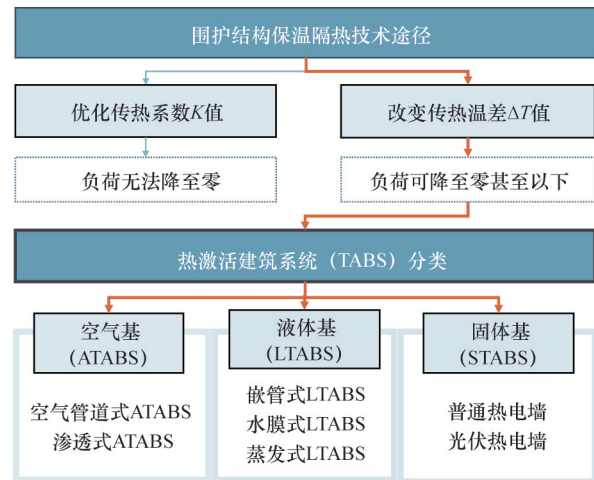 围护结构保温隔热技术途径
优化传热系数K值
改变传热温差ΔT值
负荷无法降至零
负荷可降至零甚至以下
热激活建筑系统（TABS）分类
空气基
(ATABS)
液体基
(LTABS)
固体基
(STABS)
空气管道式ATABS
渗透式ATABS
嵌管式LTABS
水膜式LTABS
蒸发式LTABS
普通热电墙
光伏热电墙